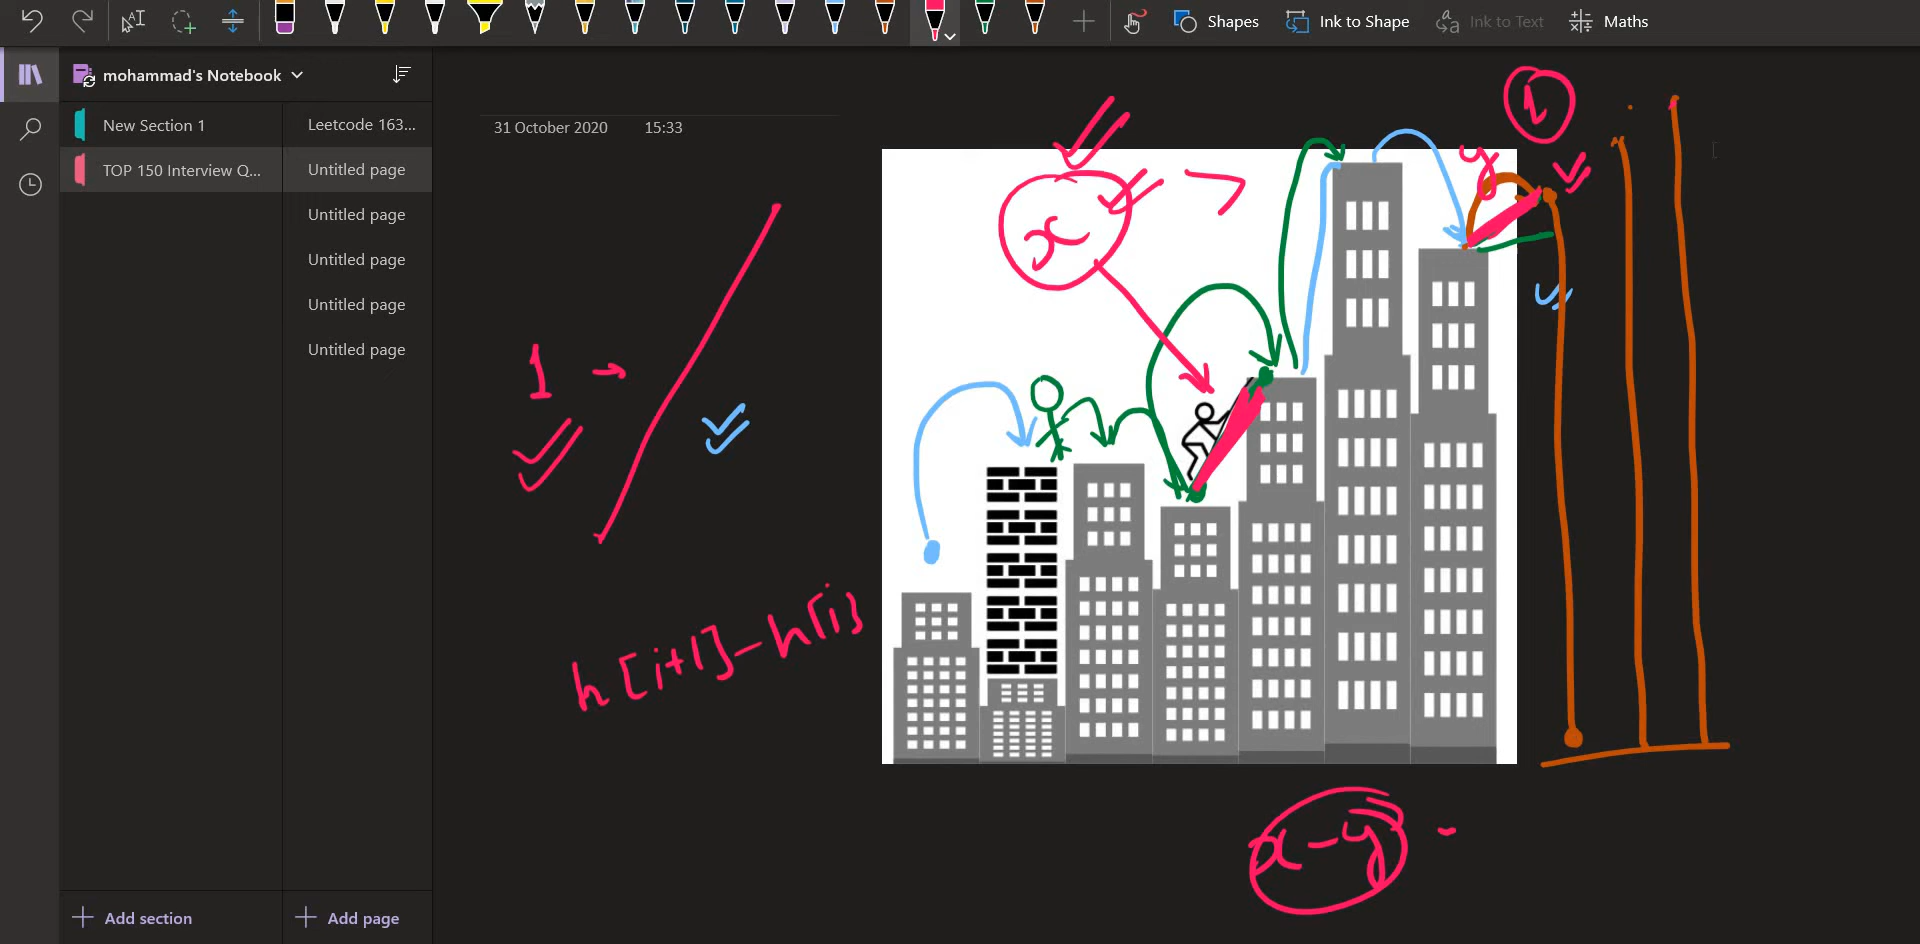 Shapes
Ink to Shape
Ink to Text
Maths
mohammad's Notebook
New Section 1
TOP 150 Interview Q...
Leetcode 163...
Untitled page
Untitled page
Untitled page
Untitled page
Untitled page
31 October 2020 15:33
x
y
1
h[i+1]-h[i]
x-y -
Add section
Add page